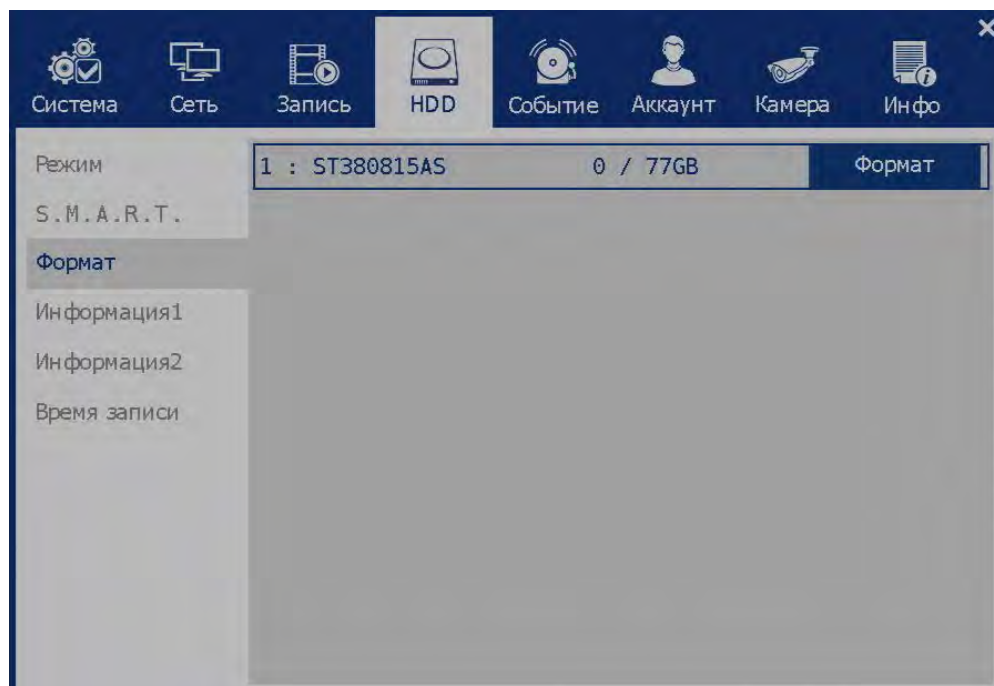 Система Сеть Запись HDD Событие Аккаунт Камера Инфо
Режим
1 : ST380815AS 0 / 77GB Формат
S.M.A.R.T.
Формат
Информация1
Информация2
Время записи